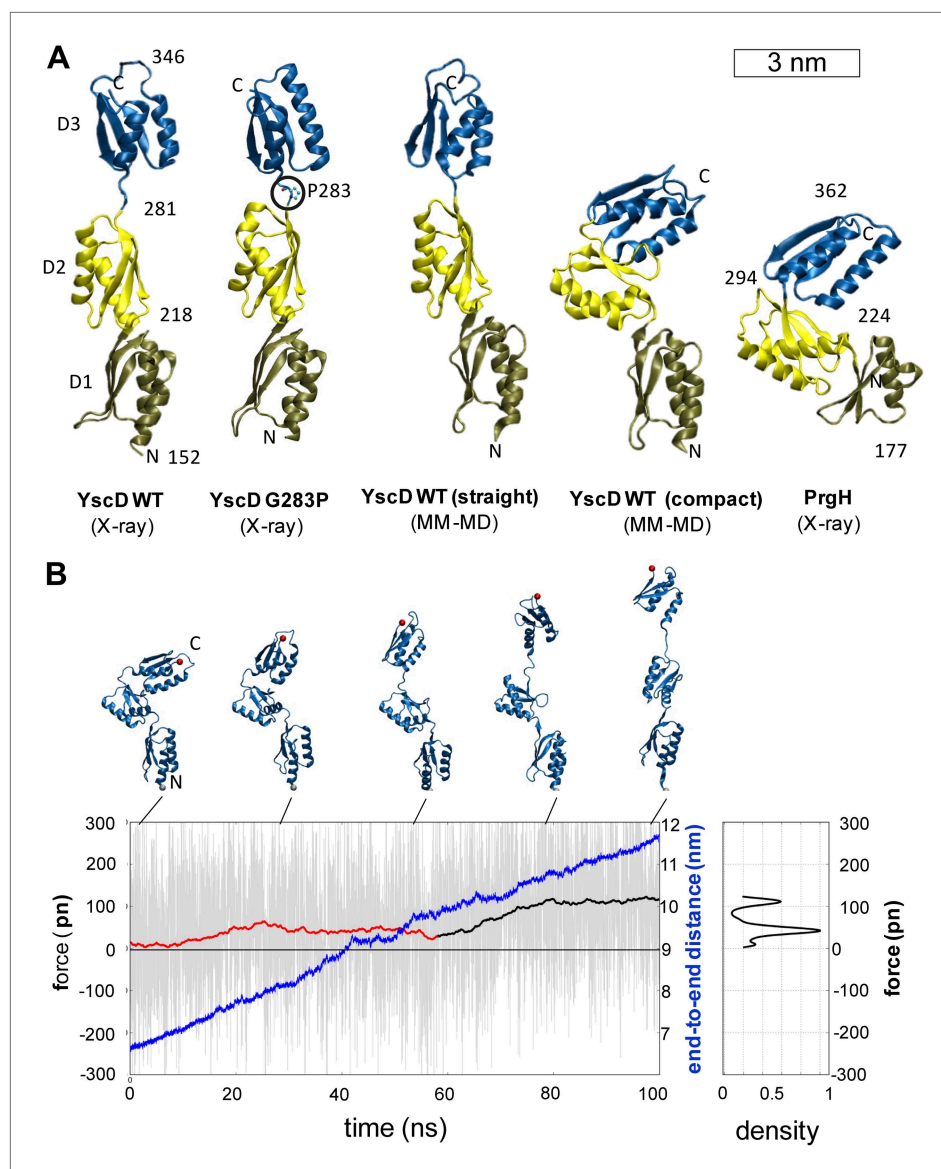 A
3 nm
346
C
D3
P283
281
D2
218
D1
N 152
C
N
C
N
C
N
362
C
294
224
N
177
YscD WT
(X-ray)
YscD G283P
(X-ray)
YscD WT (straight)
(MM-MD)
YscD WT (compact)
(MM-MD)
PrgH
(X-ray)
B
C
N
300
200
100
0
-100
-200
-300
force (pn)
12
11
10
9
8
7
end-to-end distance (nm)
0 20 40 60 80 100
time (ns)
300
200
100
0
-100
-200
-300
force (pn)
0 0.5 1
density